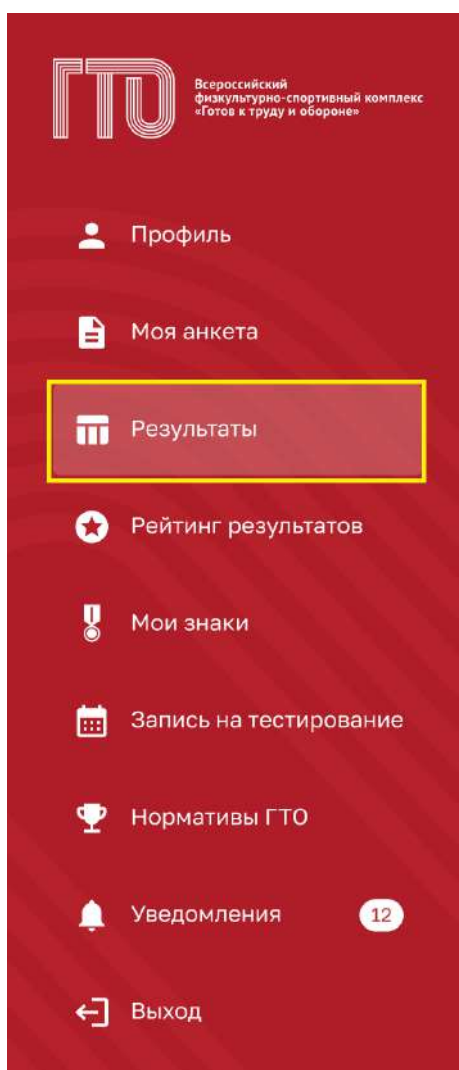 ГТО
Всероссийский
физкультурно-спортивный комплекс
«Готов к труду и обороне»
Профиль
Моя анкета
Результаты
Рейтинг результатов
Мои знаки
Запись на тестирование
Нормативы ГТО
Уведомления 12
Выход